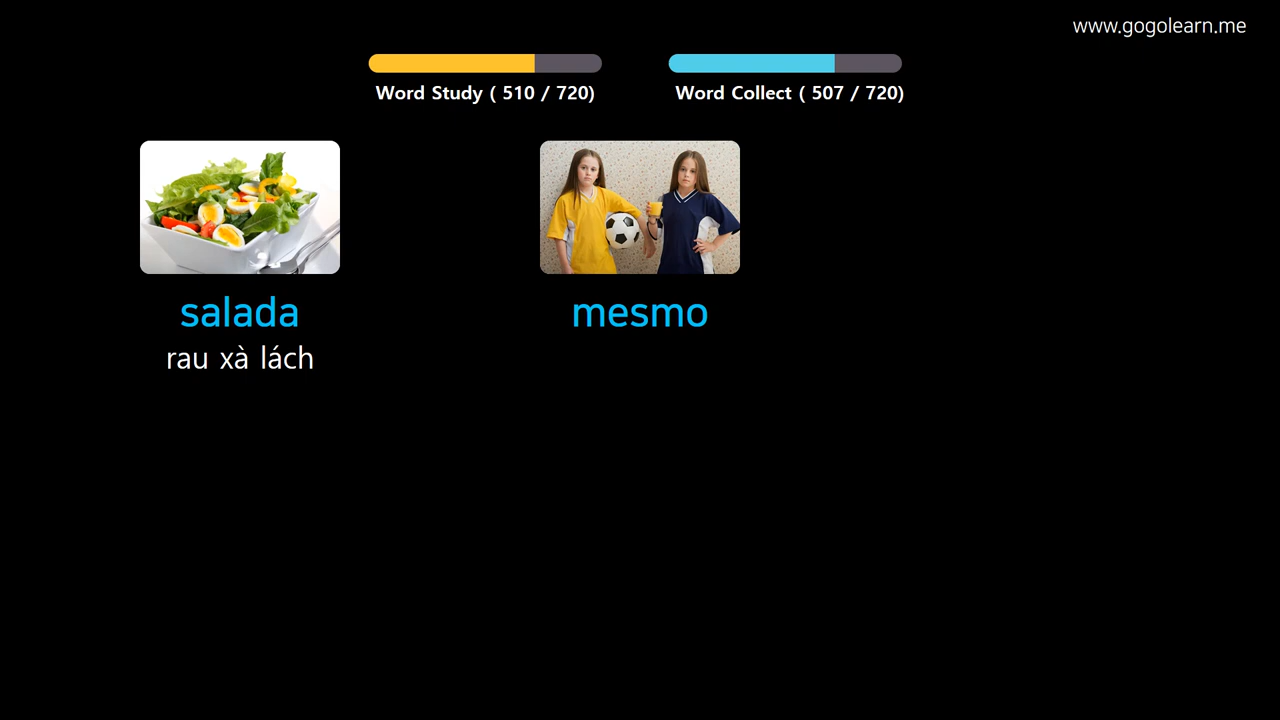 www.gogolearn.me
Word Study ( 510 / 720)
Word Collect ( 507 / 720)
salada
rau xà lách
mesmo